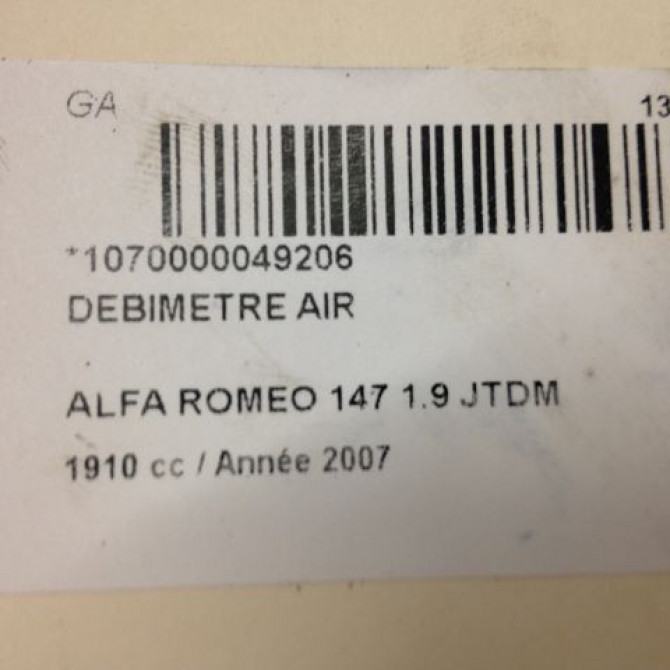 GA 13
*1070000049206
DEBIMETRE AIR
ALFA ROMEO 147 1.9 JTDM
1910 cc / Année 2007